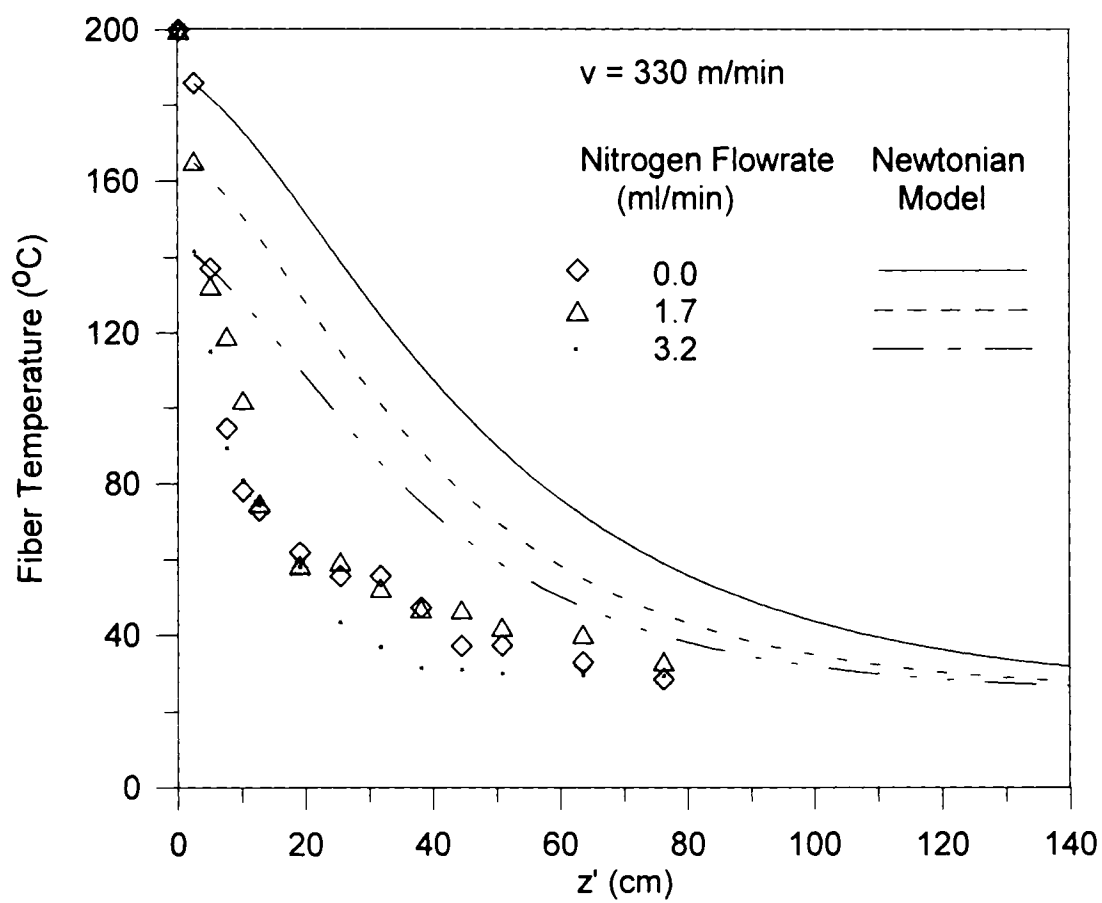 200
160
120
80
40
0
Fiber Temperature (°C)
v = 330 m/min
Nitrogen Flowrate Newtonian
(ml/min) Model
0.0
1.7
3.2
0 20 40 60 80 100 120 140
z' (cm)